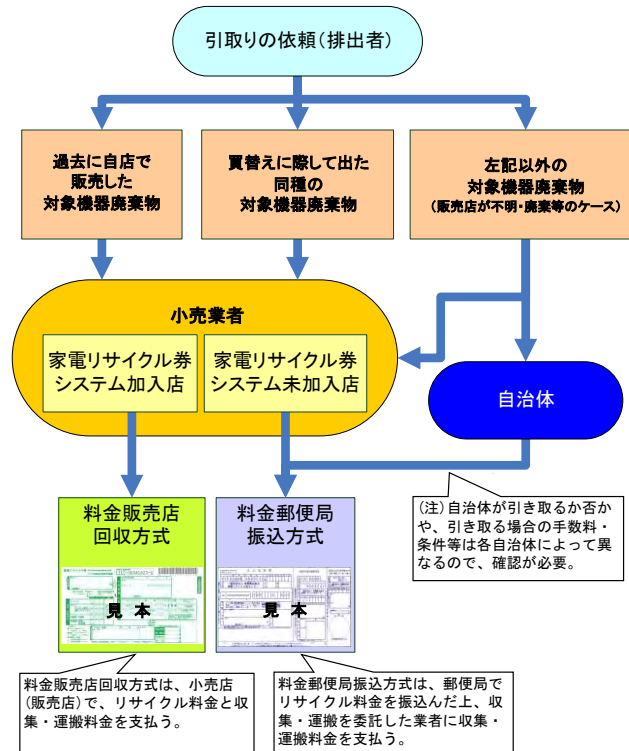 引取りの依頼(排出者)
過去に自店で
販売した
対象機器廃棄物
買替えに際して出た
同種の
対象機器廃棄物
左記以外の
対象機器廃棄物
(販売店が不明・廃業等のケース)
小売業者
家電リサイクル券
システム加入店
家電リサイクル券
システム未加入店
自治体
(注)自治体が引き取るか否か
や、引き取る場合の手数料・
条件等は各自治体によって異
なるので、確認が必要。
料金販売店
回収方式
見 本
料金郵便局
振込方式
見 本
料金販売店回収方式は、小売店
(販売店)で、リサイクル料金と収
集・運搬料金を支払う。
料金郵便局振込方式は、郵便局で
リサイクル料金を振込んだ上、収
集・運搬を委託した業者に収集・
運搬料金を支払う。